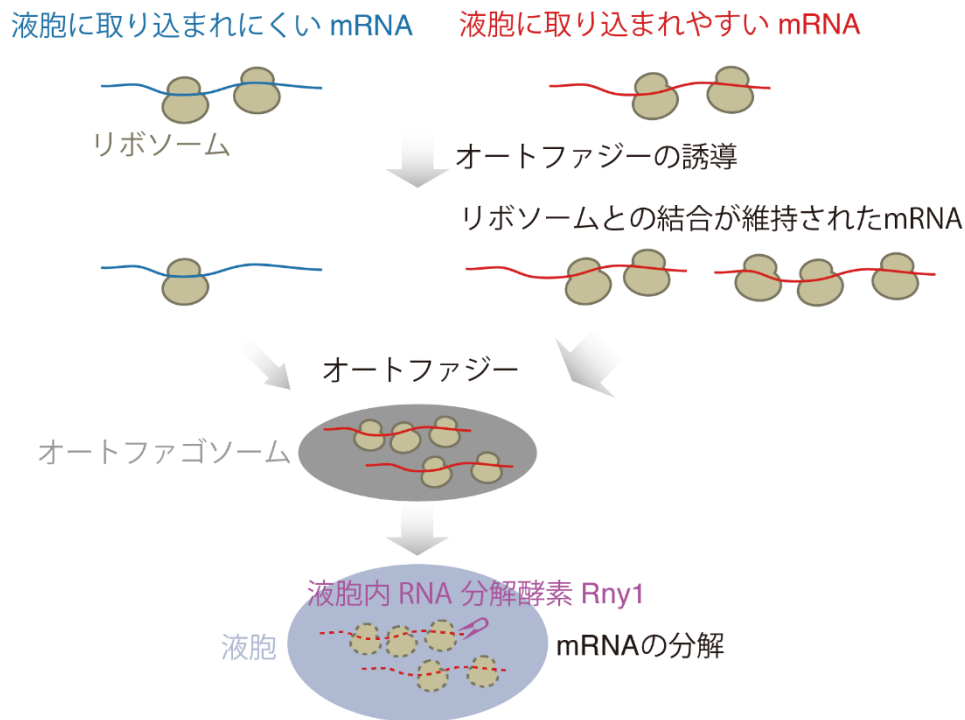 液胞に取り込まれにくい mRNA
液胞に取り込まれやすい mRNA
リボソーム
オートファジーの誘導
リボソームとの結合が維持されたmRNA
オートファジー
オートファゴソーム
液胞内 RNA 分解酵素 Rny1
液胞
mRNAの分解